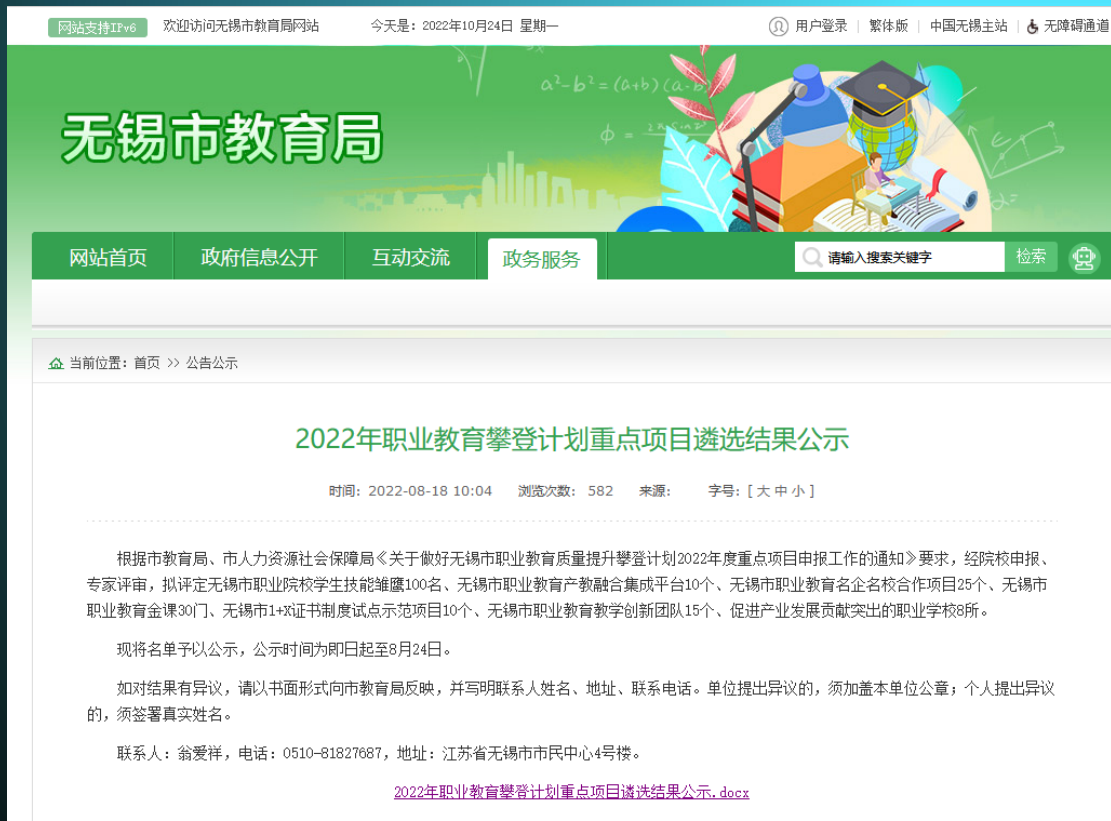 网站支持IPv6 欢迎访问无锡市教育局网站 今天是：2022年10月24日 星期一 用户登录 | 繁体版 | 中国无锡主站 | 无障碍通道
a²-b²=(a+b)(a-b)
无锡市教育局
网站首页 政府信息公开 互动交流 政务服务 请输入搜索关键字 检索
当前位置：首页 >> 公告公示
2022年职业教育攀登计划重点项目遴选结果公示
时间：2022-08-18 10:04 浏览次数： 582 来源： 字号：[ 大 中 小 ]
根据市教育局、市人力资源社会保障局《关于做好无锡市职业教育质量提升攀登计划2022年度重点项目申报工作的通知》要求，经院校申报、
专家评审，拟评定无锡市职业院校学生技能雏鹰100名、无锡市职业教育产教融合集成平台10个、无锡市职业教育名企名校合作项目25个、无锡市
职业教育金课30门、无锡市1+X证书制度试点示范项目10个、无锡市职业教育教学创新团队15个、促进产业发展贡献突出的职业学校8所。
现将名单予以公示，公示时间为即日起至8月24日。
如对结果有异议，请以书面形式向市教育局反映，并写明联系人姓名、地址、联系电话。单位提出异议的，须加盖本单位公章；个人提出异议
的，须签署真实姓名。
联系人：翁爱祥，电话：0510-81827687，地址：江苏省无锡市市民中心4号楼。
2022年职业教育攀登计划重点项目遴选结果公示.docx